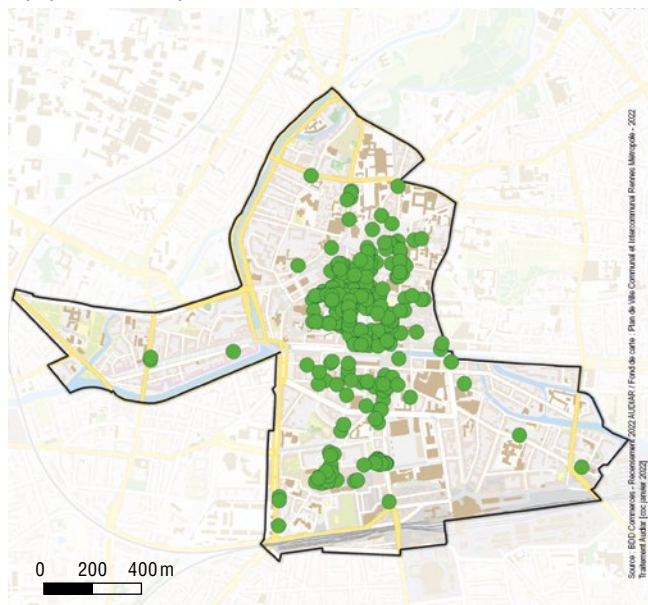 0 200 400 m
Source : BDD Commerces - Recensement 2022 AUDIAR / Fond de carte : Plan de Ville Communal et Intercommunal Rennes Métropole - 2022
Traitement Audiar [coc janvier 2022]